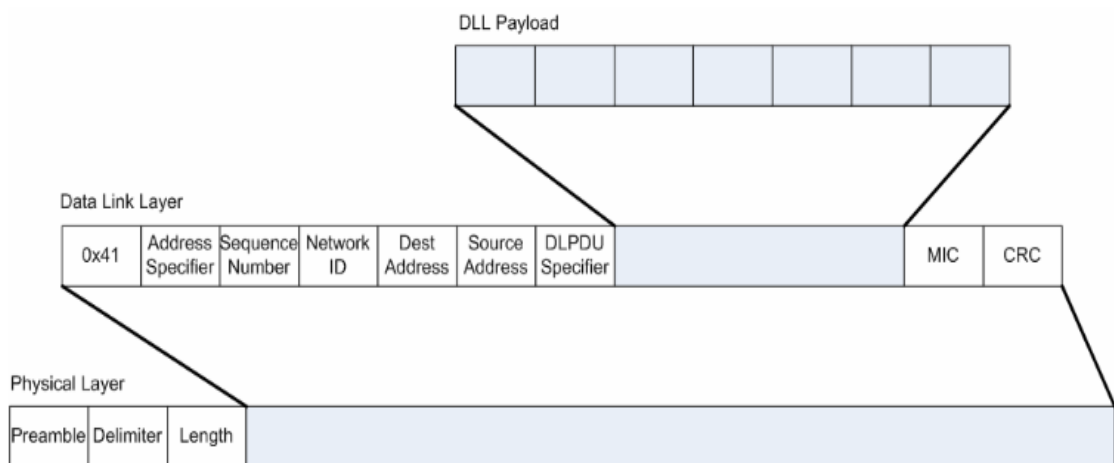 DLL Payload
Data Link Layer
0x41
Address
Specifier
Sequence
Number
Network
ID
Dest
Address
Source
Address
DLPDU
Specifier
MIC
CRC
Physical Layer
Preamble
Delimiter
Length